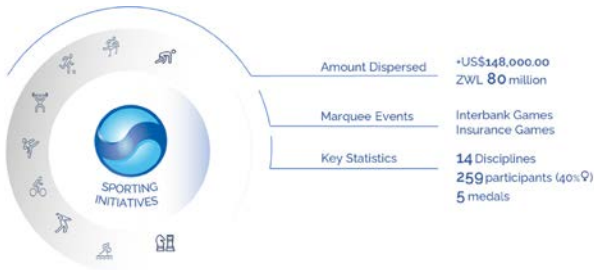 SPORTING
INITIATIVES
Amount Dispersed
+US$148,000.00
ZWL 80 million
Marquee Events
Interbank Games
Insurance Games
Key Statistics
14 Disciplines
259 participants (40%♀)
5 medals